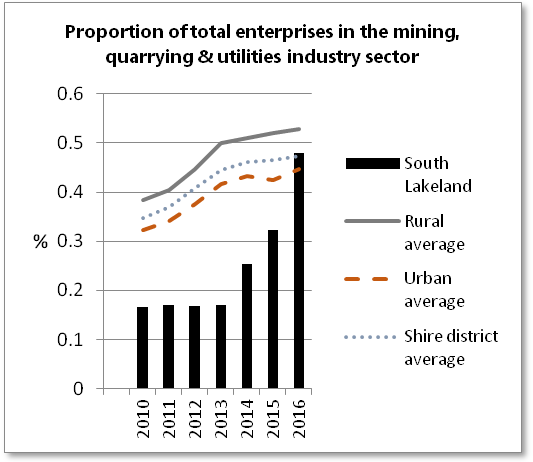 Proportion of total enterprises in the mining,
quarrying & utilities industry sector
0.6
0.5
0.4
0.3
0.2
0.1
0
%
2010
2011
2012
2013
2014
2015
2016
South
Lakeland
Rural
average
Urban
average
Shire district
average